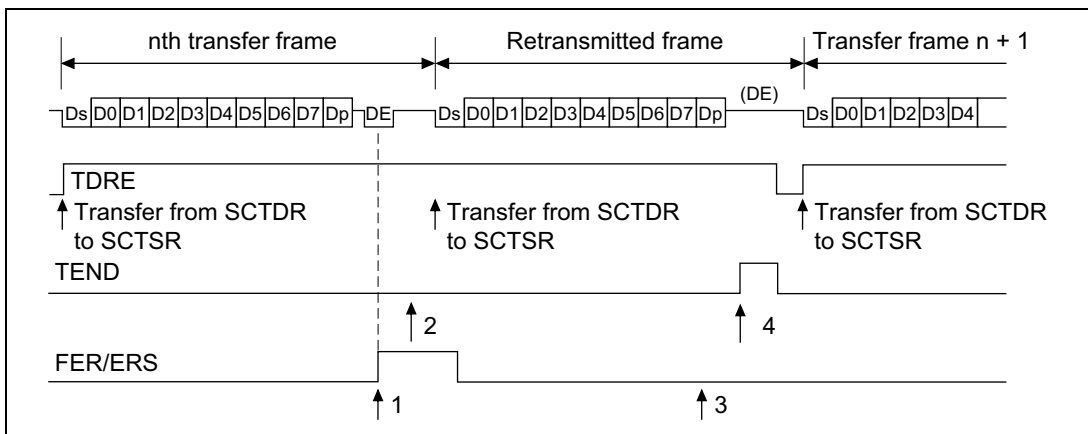 nth transfer frame Retransmitted frame Transfer frame n + 1
(DE)
Ds D0 D1 D2 D3 D4 D5 D6 D7 Dp DE Ds D0 D1 D2 D3 D4 D5 D6 D7 Dp Ds D0 D1 D2 D3 D4
TDRE
Transfer from SCTDR Transfer from SCTDR Transfer from SCTDR
to SCTSR to SCTSR to SCTSR
TEND
2 4
FER/ERS
1 3